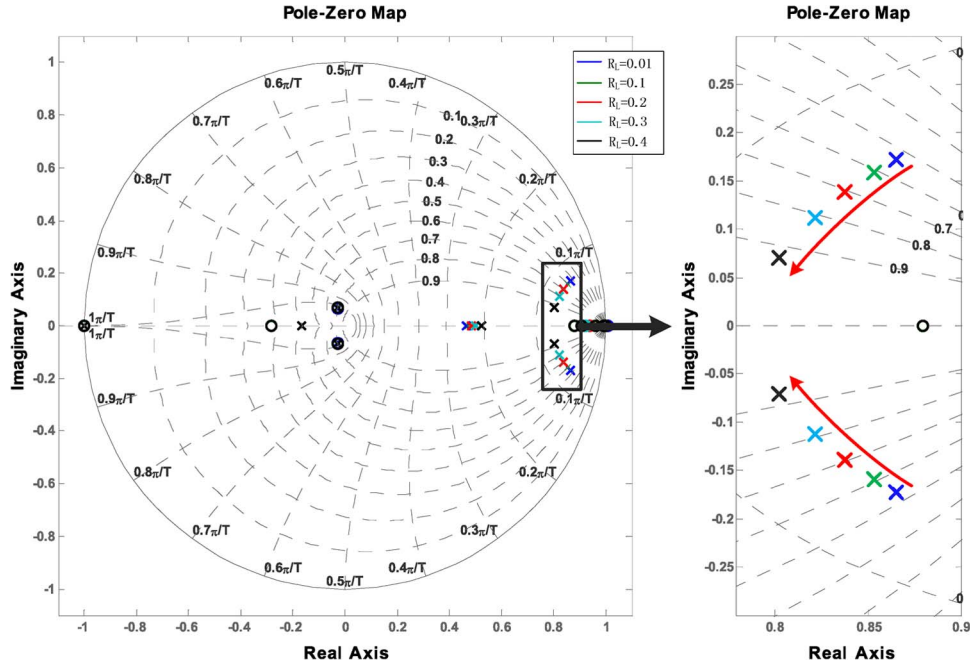 Pole-Zero Map
1
0.8
0.6
0.4
0.2
0
-0.2
-0.4
-0.6
-0.8
-1
Imaginary Axis
0.5π/T
0.6π/T
0.4π/T
0.7π/T
0.1
0.3π/T
0.2
0.8π/T
0.3
0.2π/T
0.4
0.5
0.6
0.7
0.9π/T
0.8
0.1π/T
0.9
1π/T
1π/T
0.9π/T
0.1π/T
0.8π/T
0.2π/T
0.7π/T
0.3π/T
0.6π/T
0.4π/T
0.5π/T
R_L=0.01
R_L=0.1
R_L=0.2
R_L=0.3
R_L=0.4
-1
-0.8
-0.6
-0.4
-0.2
0
0.2
0.4
0.6
0.8
1
Real Axis
Pole-Zero Map
0.25
0.2
0.15
0.1
0.05
0
-0.05
-0.1
-0.15
-0.2
-0.25
Imaginary Axis
0.7
0.8
0.9
0.8
0.85
0.9
Real Axis